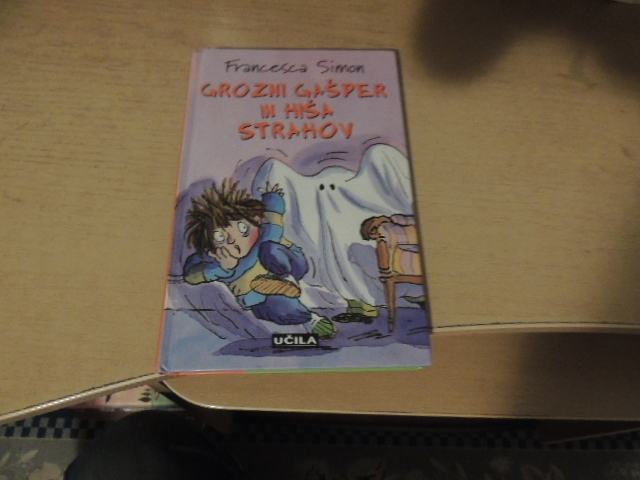 Francesca Simon
GROZNI GAŠPER
IN HIŠA
STRAHOV
UČILA